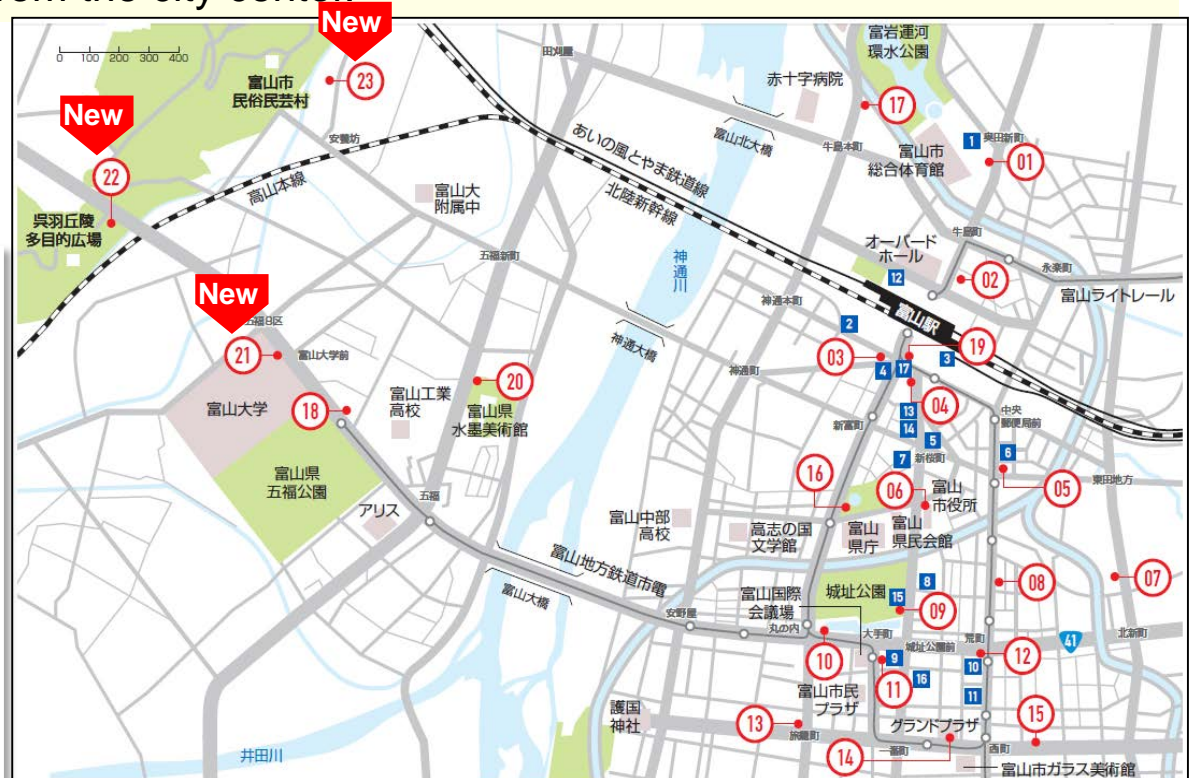 from the city center.
New
New
New
0 100 200 300 400
富山市
民俗民芸村
23
22
呉羽丘陵
多目的広場
高山本線
安養坊
富山大
附属中
五福新町
田刈屋
あいの風とやま鉄道線
北陸新幹線
富山北大橋
神通川
神通大橋
赤十字病院
牛島本町
富岩運河
環水公園
17
富山市
総合体育館
1
奥田新町
01
牛島町
永楽町
オーバード
ホール
12
02
富山ライトレール
富山駅
神通本町
2
03
4
17
3
19
神通町
04
13
14
新富町
5
新桜町
7
中央
郵便局前
6
05
東田地方
五福8区
21
富山大学前
富山大学
18
富山工業
高校
20
富山県
水墨美術館
富山県
五福公園
アリス
五福
富山地方鉄道市電
富山大橋
安野屋
富山中部
高校
高志の国
文学館
16
06
富山
県庁
富山
県民会館
富山
市役所
富山国際
会議場
城址公園
8
15
09
08
07
丸の内
大手町
城址公園前
荒町
41
北新町
10
11
9
16
12
10
11
富山市民
プラザ
護国
神社
13
旅籠町
グランドプラザ
14
一番町
西町
15
富山市ガラス美術館
井田川